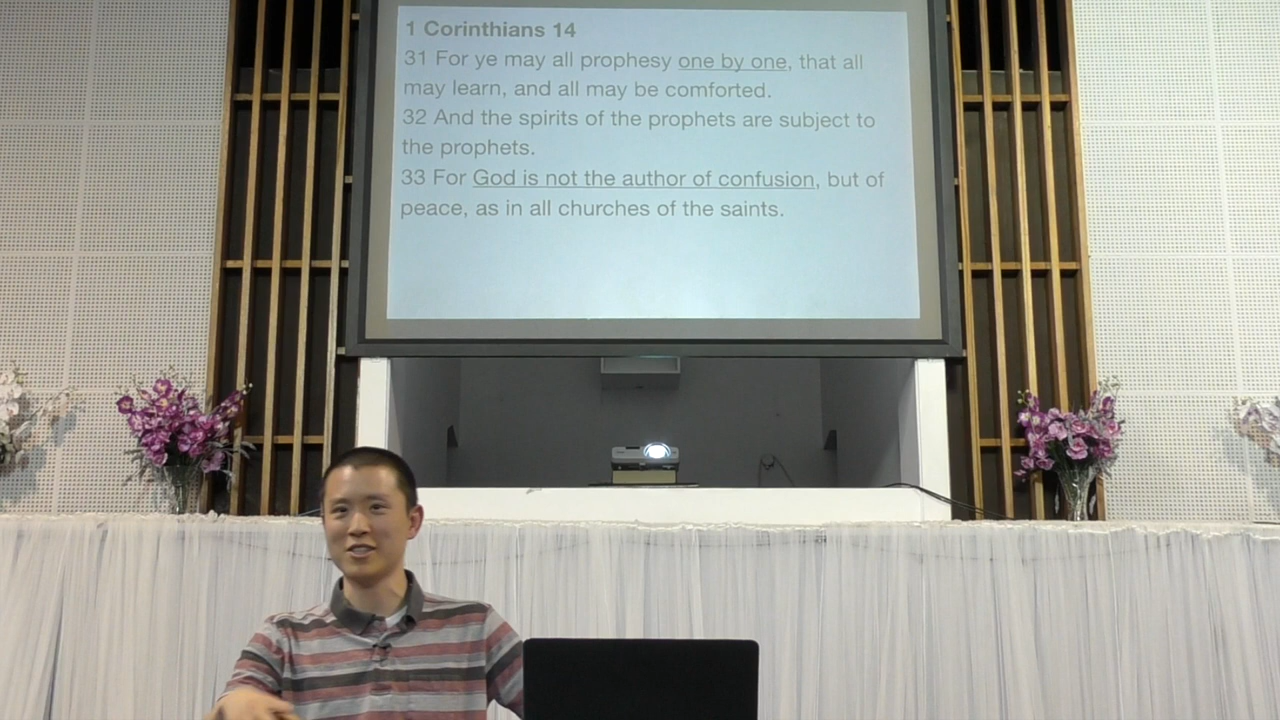 1 Corinthians 14
31 For ye may all prophesy one by one, that all
may learn, and all may be comforted.
32 And the spirits of the prophets are subject to
the prophets.
33 For God is not the author of confusion, but of
peace, as in all churches of the saints.